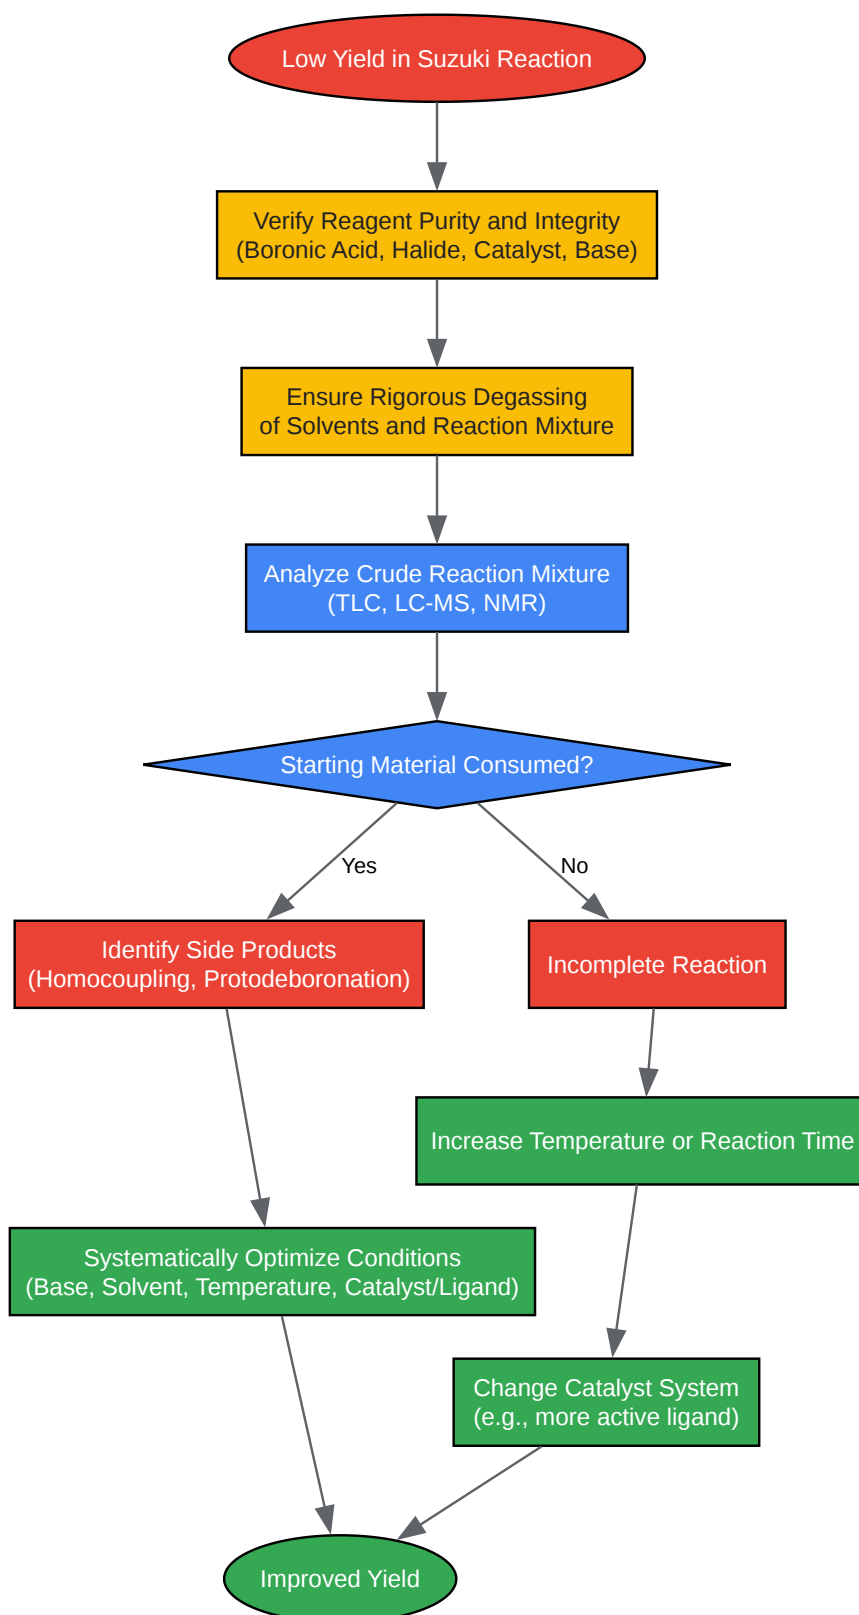 Low Yield in Suzuki Reaction
Verify Reagent Purity and Integrity
(Boronic Acid, Halide, Catalyst, Base)
Ensure Rigorous Degassing
of Solvents and Reaction Mixture
Analyze Crude Reaction Mixture
(TLC, LC-MS, NMR)
Starting Material Consumed?
Yes
No
Identify Side Products
(Homocoupling, Protodeboronation)
Incomplete Reaction
Increase Temperature or Reaction Time
Systematically Optimize Conditions
(Base, Solvent, Temperature, Catalyst/Ligand)
Change Catalyst System
(e.g., more active ligand)
Improved Yield